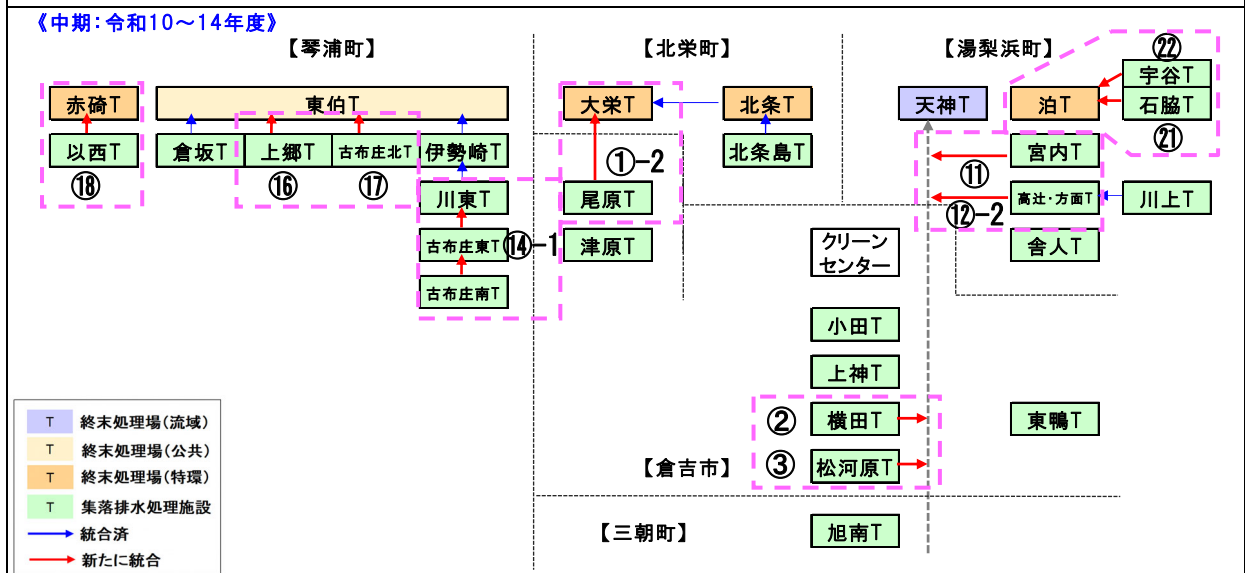 《中期：令和10～14年度》
【琴浦町】
【北栄町】
【湯梨浜町】
㉒
宇谷T
赤碕T
東伯T
大栄T
北条T
天神T
泊T
石脇T
㉑
以西T
倉坂T
上郷T
古布庄北T
伊勢崎T
北条島T
宮内T
⑱
⑯
⑰
①-2
⑪
川東T
尾原T
高辻・方面T
川上T
⑫-2
古布庄東T
⑭-1
津原T
クリーン
センター
舎人T
古布庄南T
小田T
上神T
②
横田T
東鴨T
【倉吉市】
③
松河原T
【三朝町】
旭南T
T 終末処理場(流域)
T 終末処理場(公共)
T 終末処理場(特環)
T 集落排水処理施設
統合済
新たに統合